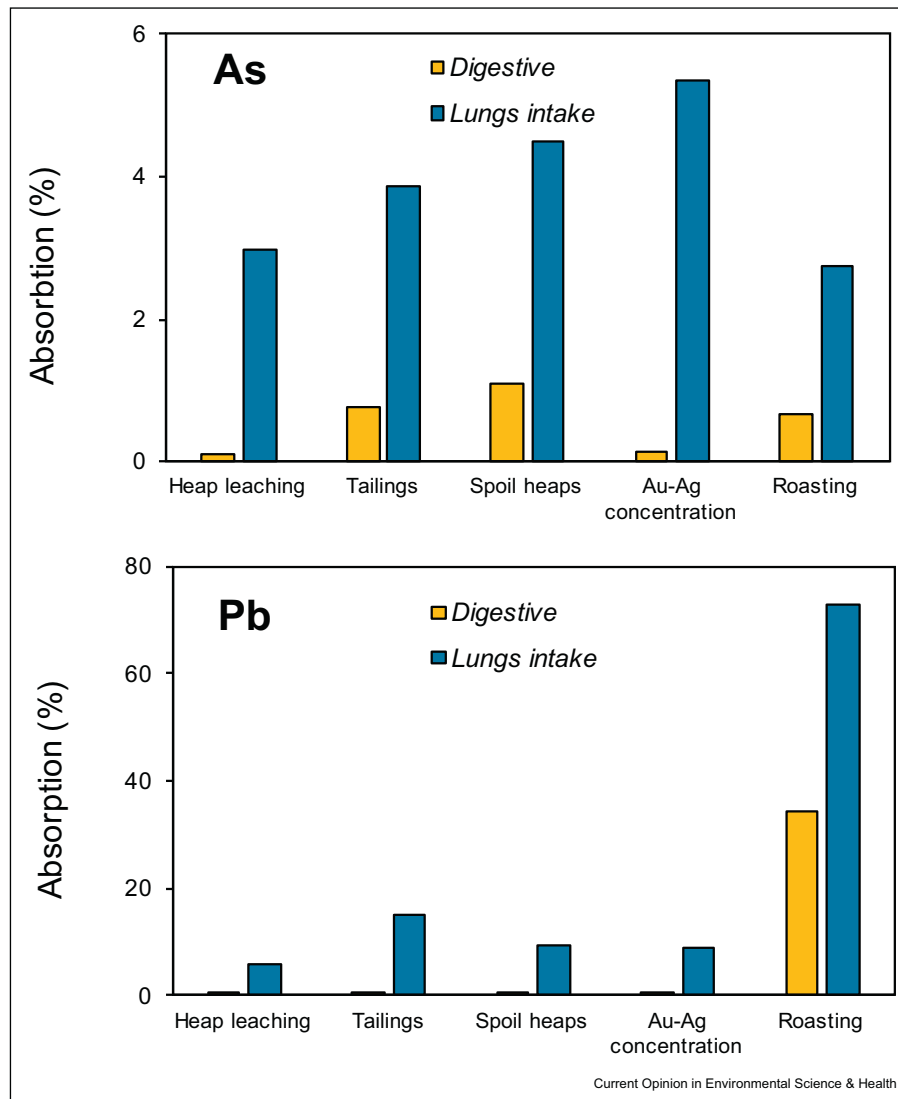 As
Digestive
Lungs intake
Absorbtion (%)
6
4
2
0
Heap leaching
Tailings
Spoil heaps
Au-Ag
concentration
Roasting
Pb
Digestive
Lungs intake
Absorption (%)
80
60
40
20
0
Heap leaching
Tailings
Spoil heaps
Au-Ag
concentration
Roasting
Current Opinion in Environmental Science & Health